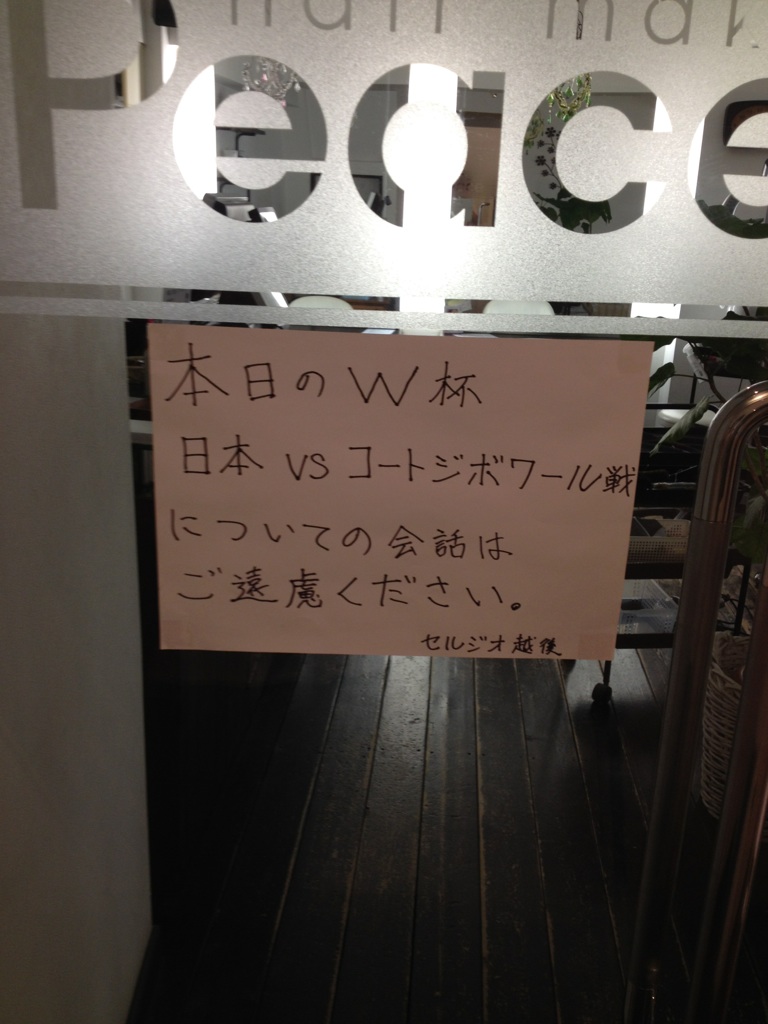 hair mak
Peace
本日のW杯
日本 VS コートジボワール戦
についての会話は
ご遠慮ください。
セルジオ越後